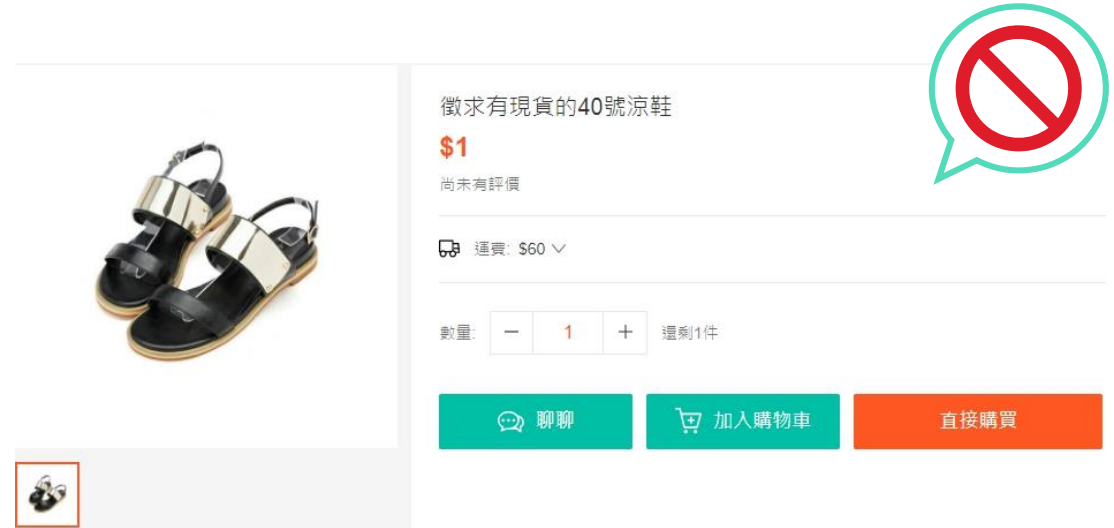 徵求有現貨的40號涼鞋
$1
尚未有評價
運費: $60
數量: 1 還剩1件
聊聊
加入購物車
直接購買